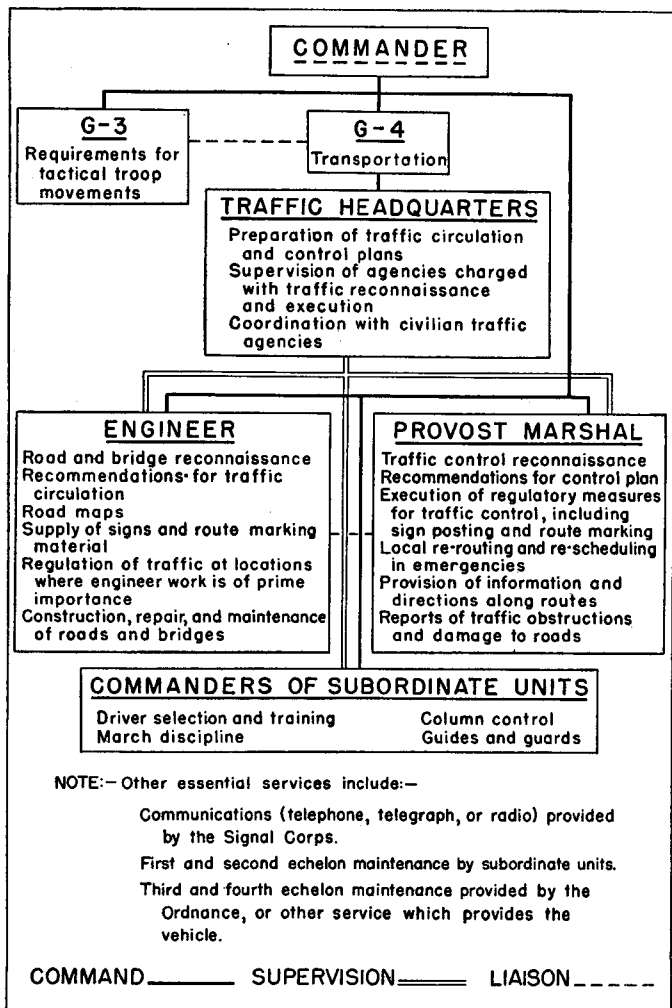 COMMANDER
G-3
Requirements for
tactical troop
movements
G-4
Transportation
TRAFFIC HEADQUARTERS
Preparation of traffic circulation
and control plans
Supervision of agencies charged
with traffic reconnaissance
and execution
Coordination with civilian traffic
agencies
ENGINEER
Road and bridge reconnaissance
Recommendations for traffic
circulation
Road maps
Supply of signs and route marking
material
Regulation of traffic at locations
where engineer work is of prime
importance
Construction, repair, and maintenance
of roads and bridges
PROVOST MARSHAL
Traffic control reconnaissance
Recommendations for control plan
Execution of regulatory measures
for traffic control, including
sign posting and route marking
Local re-routing and re-scheduling
in emergencies
Provision of information and
directions along routes
Reports of traffic obstructions
and damage to roads
COMMANDERS OF SUBORDINATE UNITS
Driver selection and training
March discipline
Column control
Guides and guards
NOTE:- Other essential services include:-
Communications (telephone, telegraph, or radio) provided
by the Signal Corps.
First and second echelon maintenance by subordinate units.
Third and fourth echelon maintenance provided by the
Ordnance, or other service which provides the
vehicle.
COMMAND SUPERVISION LIAISON